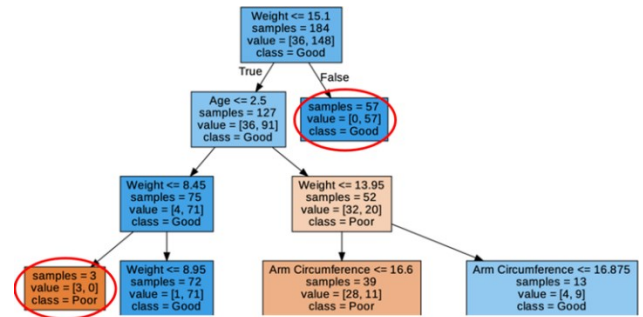 Weight <= 15.1
samples = 184
value = [36, 148]
class = Good
True
False
Age <= 2.5
samples = 127
value = [36, 91]
class = Good
samples = 57
value = [0, 57]
class = Good
Weight <= 8.45
samples = 75
value = [4, 71]
class = Good
Weight <= 13.95
samples = 52
value = [32, 20]
class = Poor
samples = 3
value = [3, 0]
class = Poor
Weight <= 8.95
samples = 72
value = [1, 71]
class = Good
Arm Circumference <= 16.6
samples = 39
value = [28, 11]
class = Poor
Arm Circumference <= 16.875
samples = 13
value = [4, 9]
class = Good